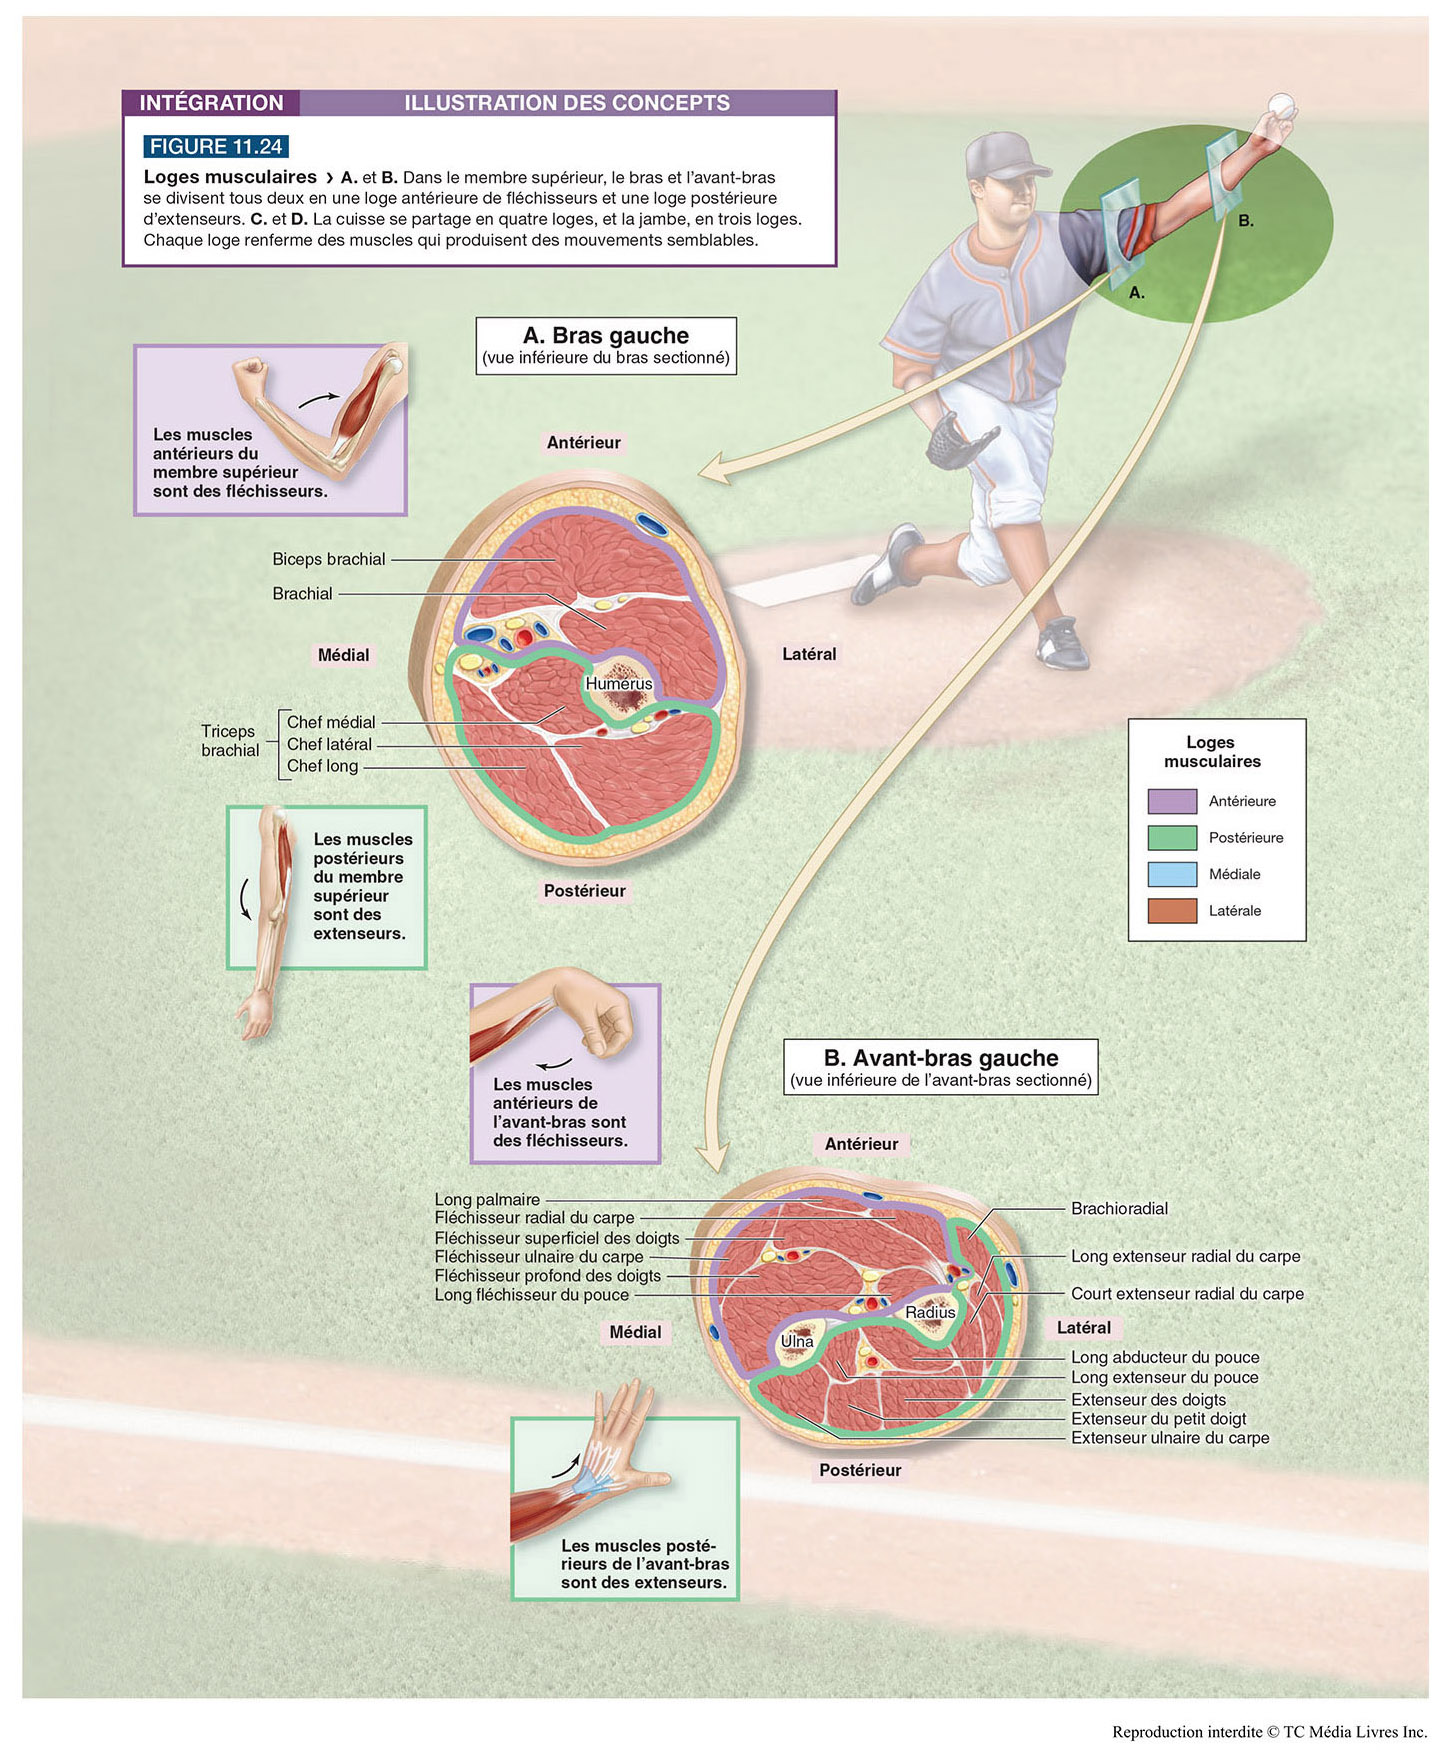 INTÉGRATION ILLUSTRATION DES CONCEPTS
FIGURE 11.24
Loges musculaires › A. et B. Dans le membre supérieur, le bras et l'avant-bras
se divisent tous deux en une loge antérieure de fléchisseurs et une loge postérieure
d'extenseurs. C. et D. La cuisse se partage en quatre loges, et la jambe, en trois loges.
Chaque loge renferme des muscles qui produisent des mouvements semblables.
B.
A.
A. Bras gauche
(vue inférieure du bras sectionné)
Les muscles
antérieurs du
membre supérieur
sont des fléchisseurs.
Antérieur
Biceps brachial
Brachial
Médial
Latéral
Humérus
Triceps
brachial
Chef médial
Chef latéral
Chef long
Postérieur
Les muscles
postérieurs
du membre
supérieur
sont des
extenseurs.
Loges
musculaires
Antérieure
Postérieure
Médiale
Latérale
Les muscles
antérieurs de
l'avant-bras sont
des fléchisseurs.
B. Avant-bras gauche
(vue inférieure de l'avant-bras sectionné)
Antérieur
Long palmaire
Fléchisseur radial du carpe
Fléchisseur superficiel des doigts
Fléchisseur ulnaire du carpe
Fléchisseur profond des doigts
Long fléchisseur du pouce
Médial
Brachioradial
Long extenseur radial du carpe
Court extenseur radial du carpe
Latéral
Radius
Ulna
Long abducteur du pouce
Long extenseur du pouce
Extenseur des doigts
Extenseur du petit doigt
Extenseur ulnaire du carpe
Postérieur
Les muscles posté-
rieurs de l'avant-bras
sont des extenseurs.
Reproduction interdite © TC Média Livres Inc.